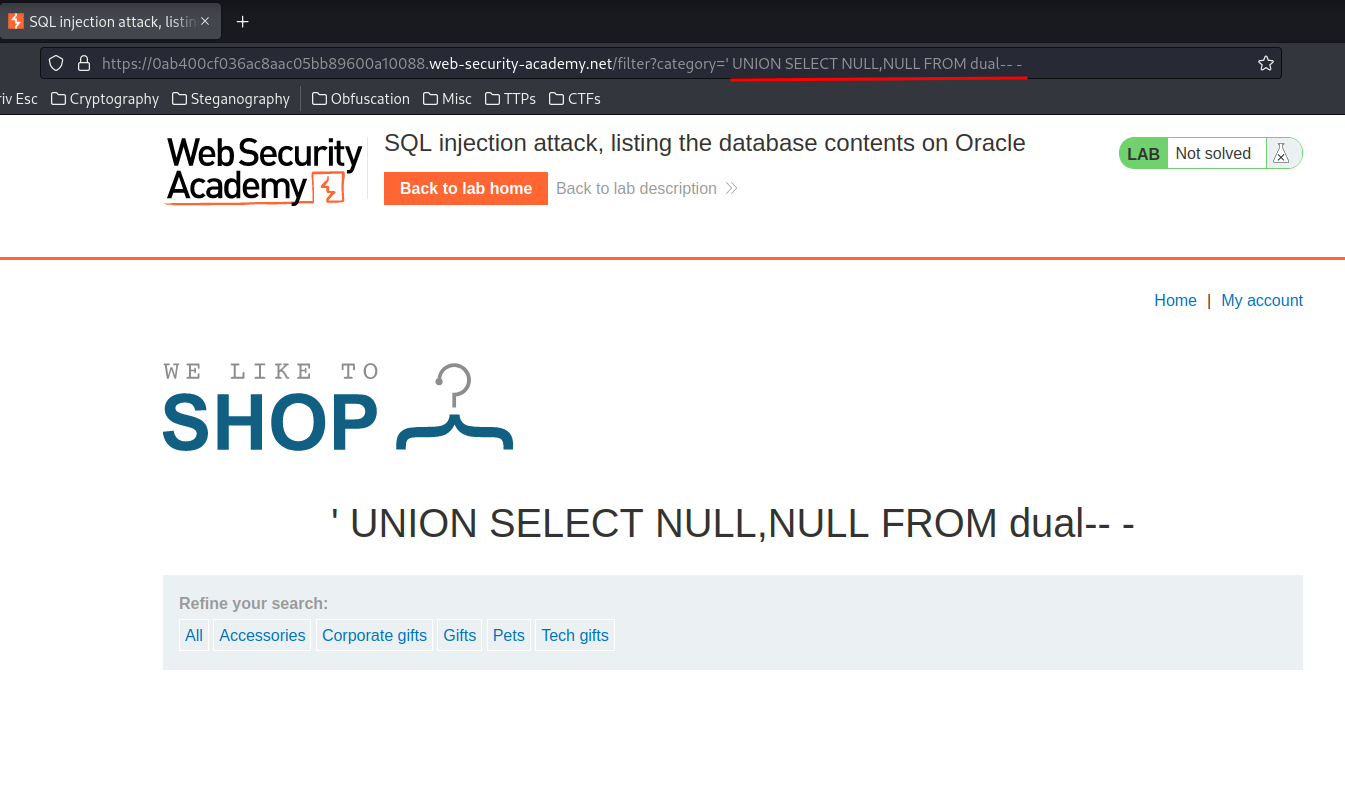 SQL injection attack, listin
https://0ab400cf036ac8aac05bb89600a10088.web-security-academy.net/filter?category=' UNION SELECT NULL,NULL FROM dual-- -
riv Esc Cryptography Steganography Obfuscation Misc TTPs CTFs
WebSecurity
Academy
SQL injection attack, listing the database contents on Oracle
LAB Not solved
Back to lab home Back to lab description
Home | My account
WE LIKE TO
SHOP
' UNION SELECT NULL,NULL FROM dual-- -
Refine your search:
All Accessories Corporate gifts Gifts Pets Tech gifts